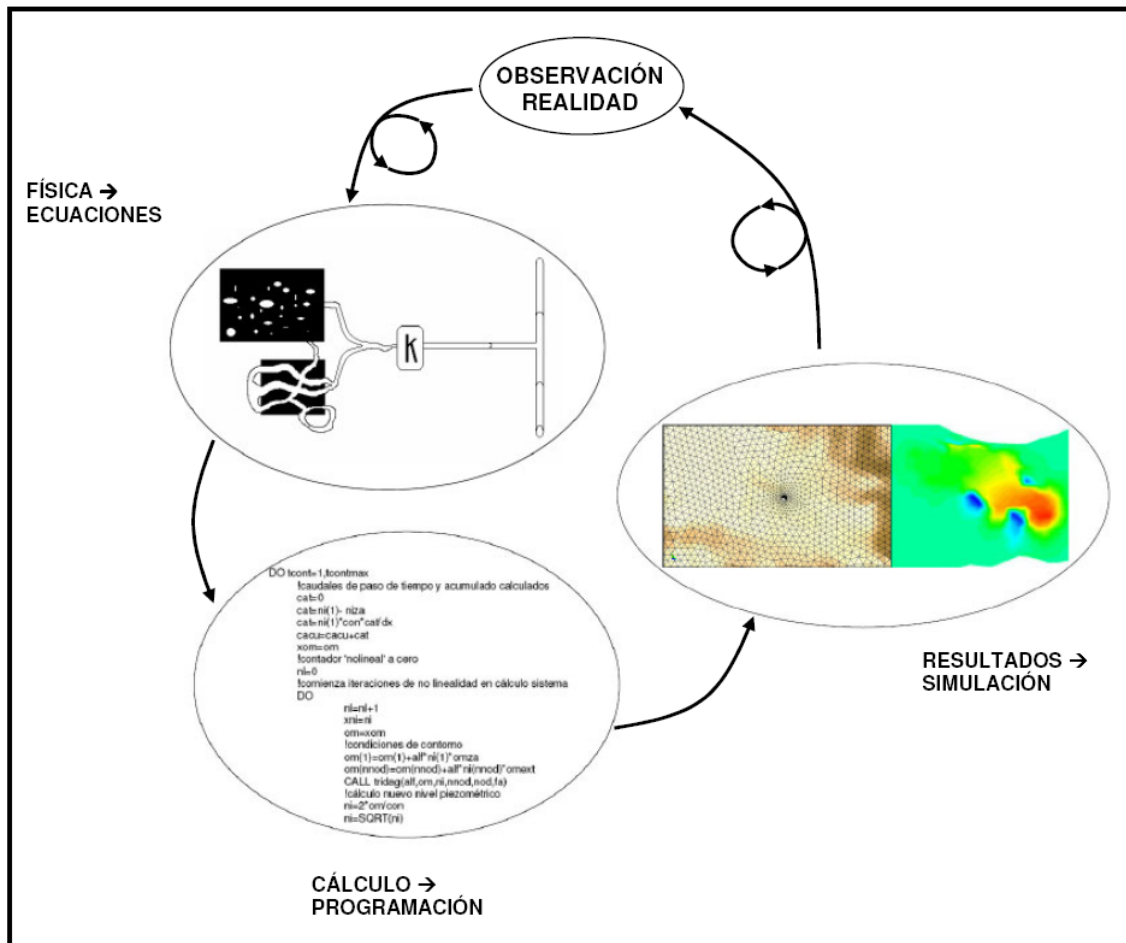 OBSERVACIÓN
REALIDAD
FÍSICA →
ECUACIONES
K
DO tcont=1,tcontmax
!caudales de paso de tiempo y acumulado calculados
cat=0
cat=ni(1)- niza
cat=ni(1)*con*cat/dx
cacu=cacu+cat
xom=om
!contador 'nolineal' a cero
nl=0
!comienza iteraciones de no linealidad en cálculo sistema
DO
nl=nl+1
xni=ni
om=xom
!condiciones de contorno
om(1)=om(1)+alf*ni(1)*omza
om(nnod)=om(nnod)+alf*ni(nnod)*omext
CALL tridag(alf,om,ni,nnod,nod,fa)
!cálculo nuevo nivel piezométrico
ni=2*om/con
ni=SQRT(ni)
RESULTADOS →
SIMULACIÓN
CÁLCULO →
PROGRAMACIÓN